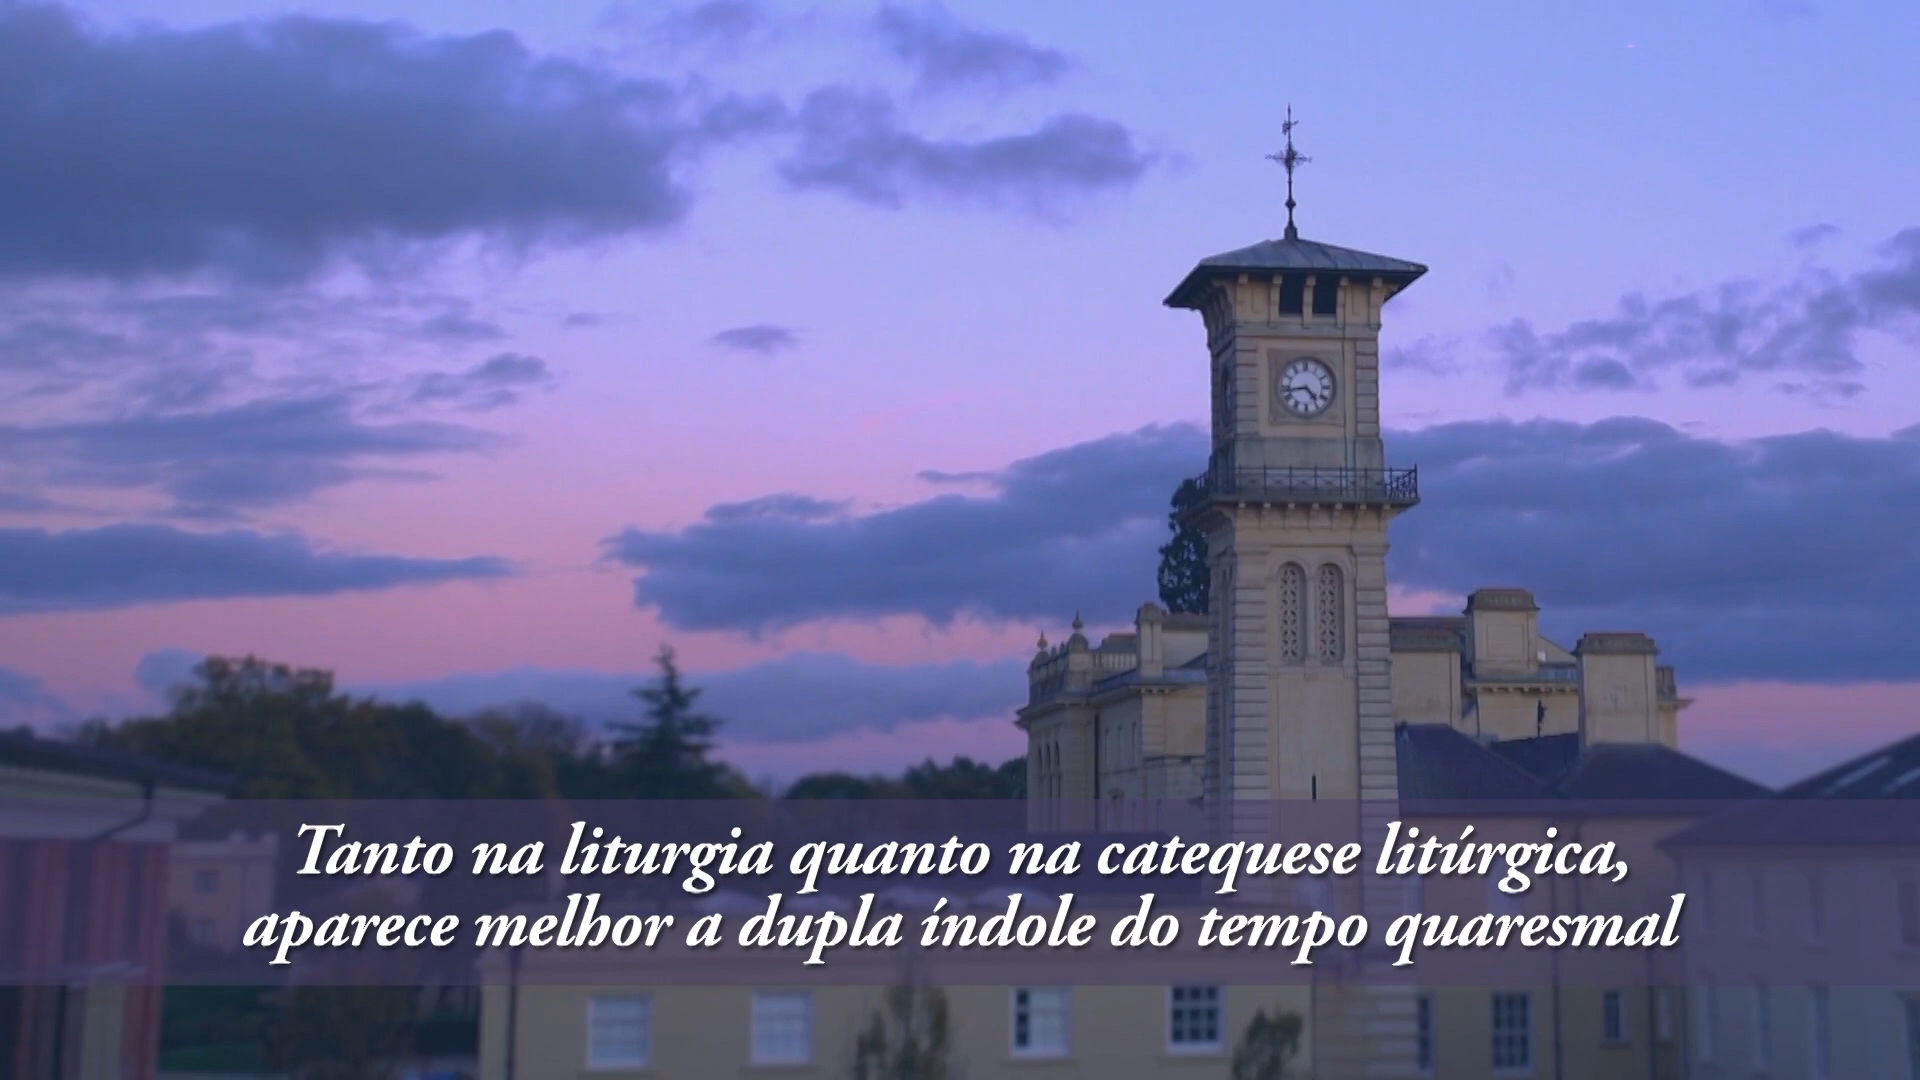 Tanto na liturgia quanto na catequese litúrgica,
aparece melhor a dupla índole do tempo quaresmal